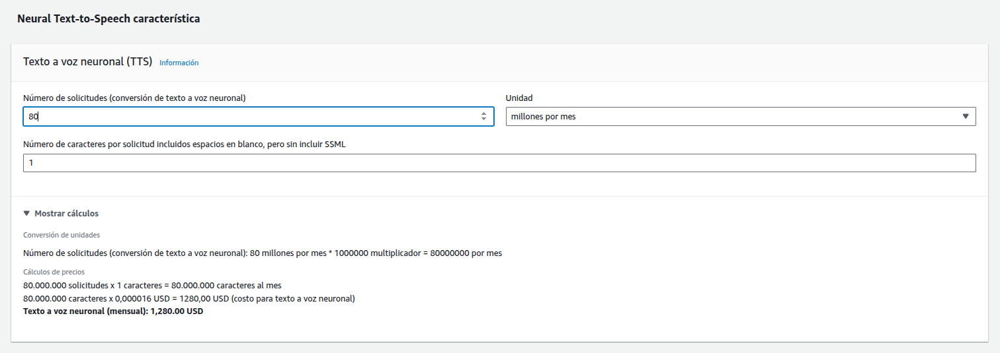 Neural Text-to-Speech característica
Texto a voz neuronal (TTS) Información
Número de solicitudes (conversión de texto a voz neuronal)
Unidad
80
millones por mes
Número de caracteres por solicitud incluidos espacios en blanco, pero sin incluir SSML
1
Mostrar cálculos
Conversión de unidades
Número de solicitudes (conversión de texto a voz neuronal): 80 millones por mes * 1000000 multiplicador = 80000000 por mes
Cálculos de precios
80.000.000 solicitudes x 1 caracteres = 80.000.000 caracteres al mes
80.000.000 caracteres x 0,000016 USD = 1280,00 USD (costo para texto a voz neuronal)
Texto a voz neuronal (mensual): 1,280.00 USD